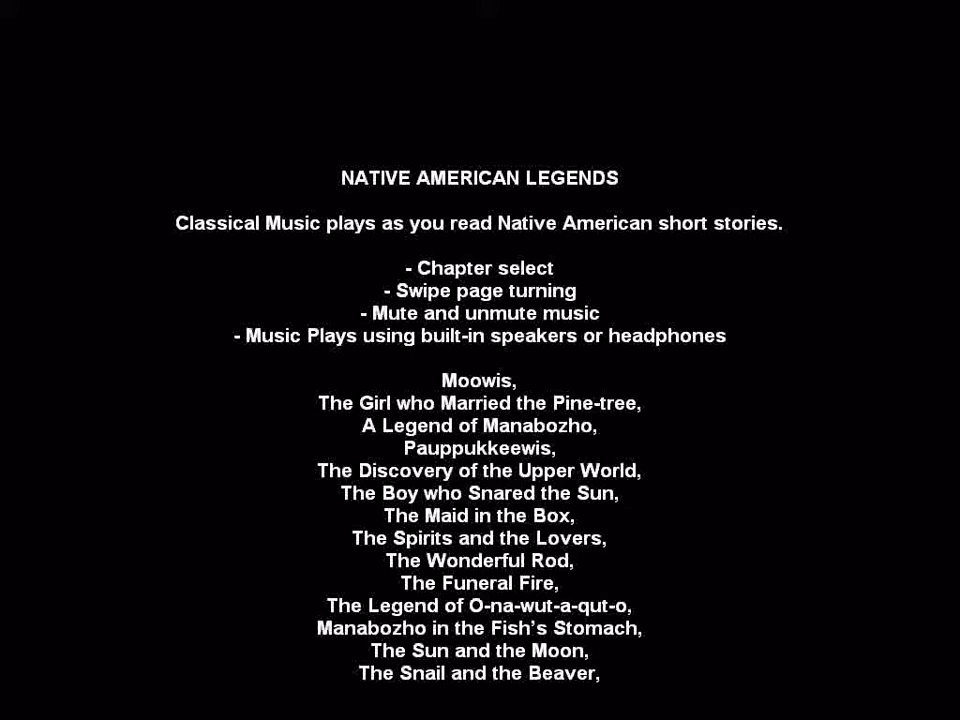 NATIVE AMERICAN LEGENDS
Classical Music plays as you read Native American short stories.
- Chapter select
- Swipe page turning
- Mute and unmute music
- Music Plays using built-in speakers or headphones
Moowis,
The Girl who Married the Pine-tree,
A Legend of Manabozho,
Pauppukkeewis,
The Discovery of the Upper World,
The Boy who Snared the Sun,
The Maid in the Box,
The Spirits and the Lovers,
The Wonderful Rod,
The Funeral Fire,
The Legend of O-na-wut-a-qut-o,
Manabozho in the Fish's Stomach,
The Sun and the Moon,
The Snail and the Beaver,